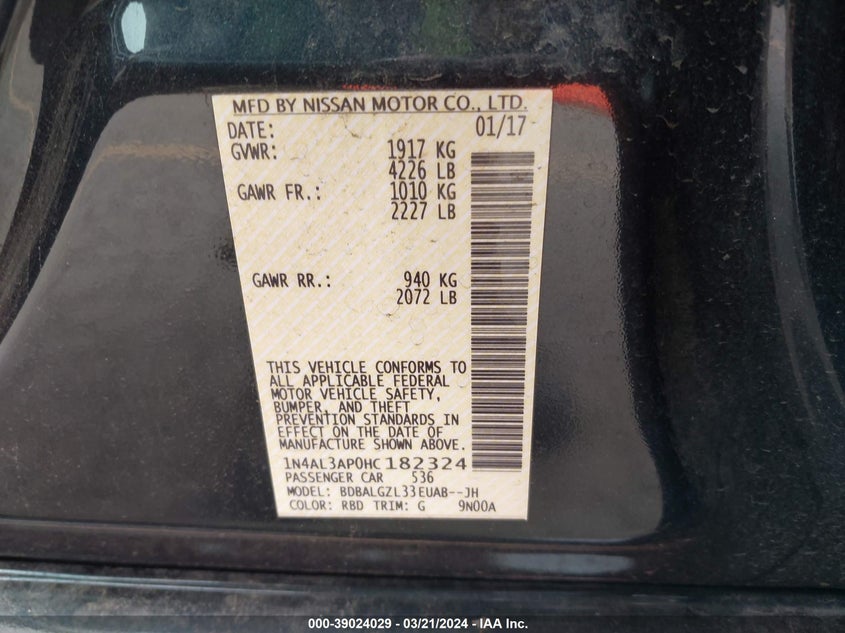 MFD BY NISSAN MOTOR CO., LTD.
DATE: 01/17
GVWR: 1917 KG
4226 LB
GAWR FR.: 1010 KG
2227 LB
GAWR RR.: 940 KG
2072 LB
THIS VEHICLE CONFORMS TO
ALL APPLICABLE FEDERAL
MOTOR VEHICLE SAFETY,
BUMPER, AND THEFT
PREVENTION STANDARDS IN
EFFECT ON THE DATE OF
MANUFACTURE SHOWN ABOVE.
1N4AL3AP0HC182324
PASSENGER CAR 536
MODEL: BDBALGZL33EUAB--JH
COLOR: RBD TRIM: G 9N00A
000-39024029 - 03/21/2024 - IAA Inc.